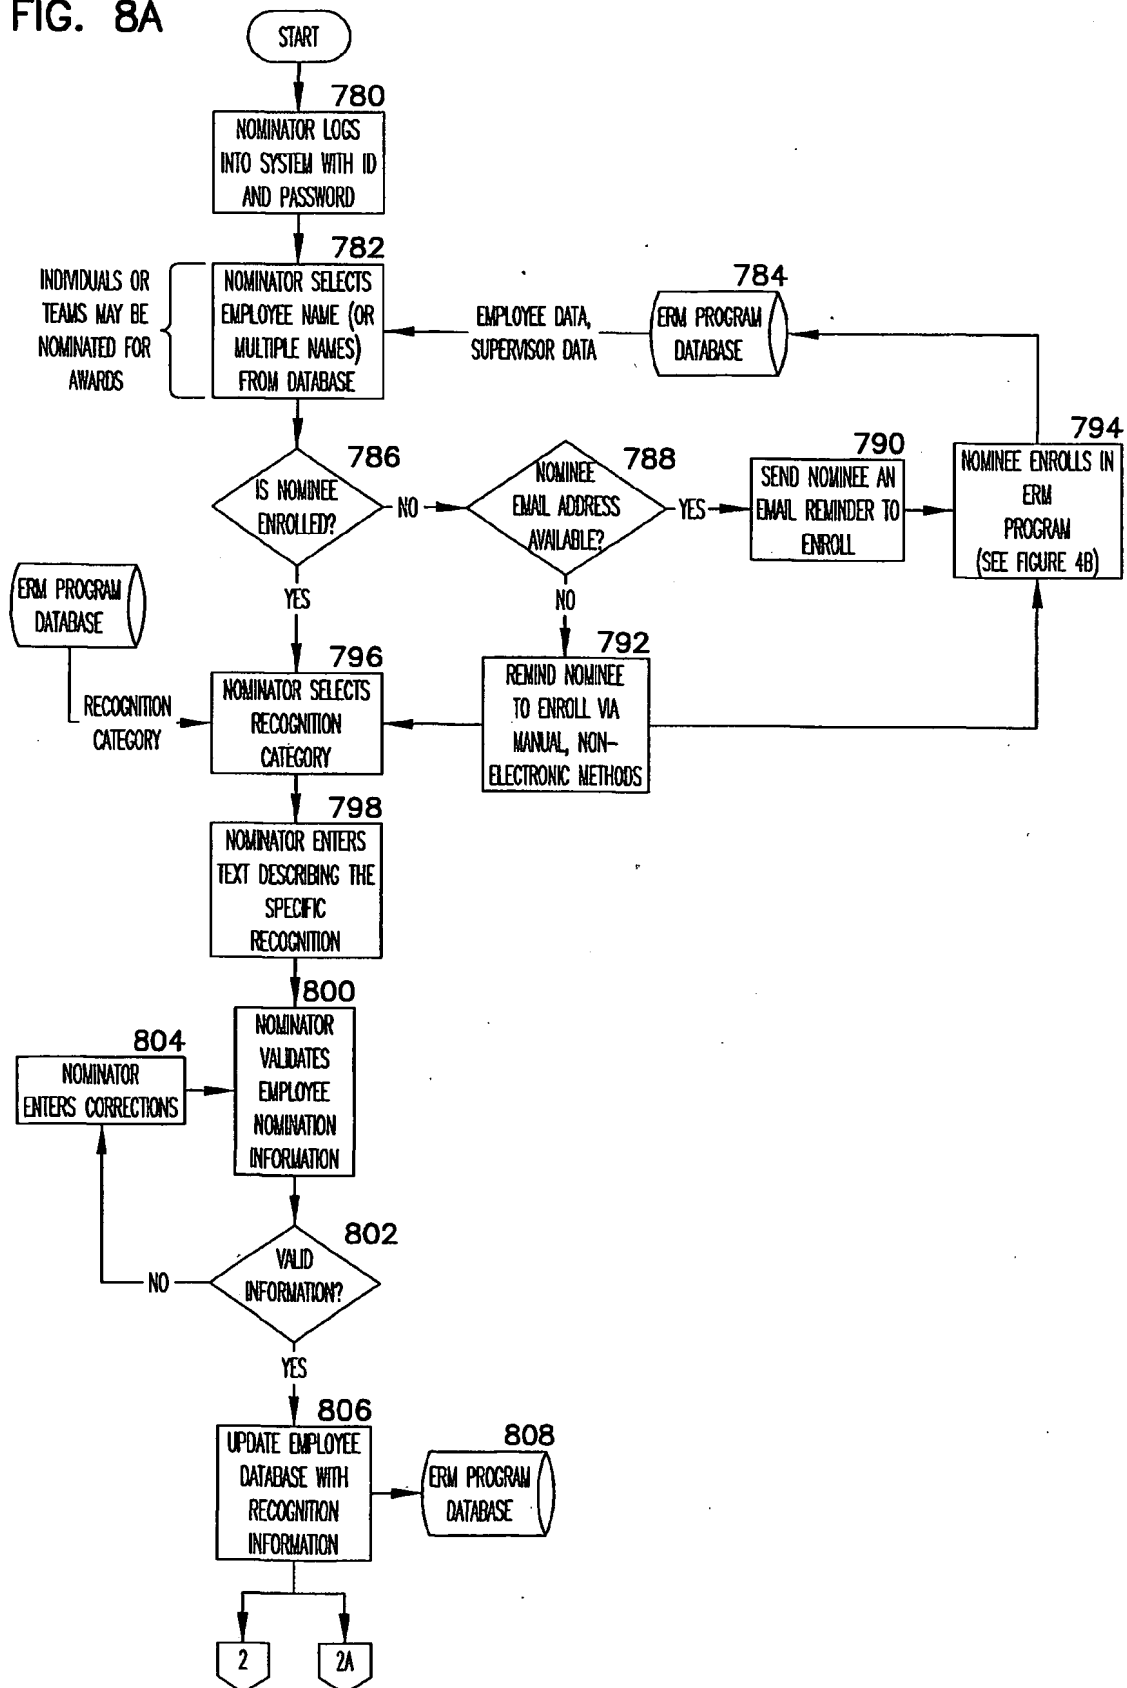 FIG. 8A
START
780
NOMINATOR LOGS
INTO SYSTEM WITH ID
AND PASSWORD
782
INDIVIDUALS OR
TEAMS MAY BE
NOMINATED FOR
AWARDS
NOMINATOR SELECTS
EMPLOYEE NAME (OR
MULTIPLE NAMES)
FROM DATABASE
EMPLOYEE DATA,
SUPERVISOR DATA
784
ERM PROGRAM
DATABASE
786
IS NOMINEE
ENROLLED?
NO
788
NOMINEE
EMAIL ADDRESS
AVAILABLE?
YES
790
SEND NOMINEE AN
EMAIL REMINDER TO
ENROLL
794
NOMINEE ENROLLS IN
ERM
PROGRAM
(SEE FIGURE 4B)
ERM PROGRAM
DATABASE
YES
NO
RECOGNITION
CATEGORY
796
NOMINATOR SELECTS
RECOGNITION
CATEGORY
792
REMIND NOMINEE
TO ENROLL VIA
MANUAL, NON-
ELECTRONIC METHODS
798
NOMINATOR ENTERS
TEXT DESCRIBING THE
SPECIFIC
RECOGNITION
800
NOMINATOR
VALIDATES
EMPLOYEE
NOMINATION
INFORMATION
804
NOMINATOR
ENTERS CORRECTIONS
802
VALID
INFORMATION?
NO
YES
806
UPDATE EMPLOYEE
DATABASE WITH
RECOGNITION
INFORMATION
808
ERM PROGRAM
DATABASE
2
2A